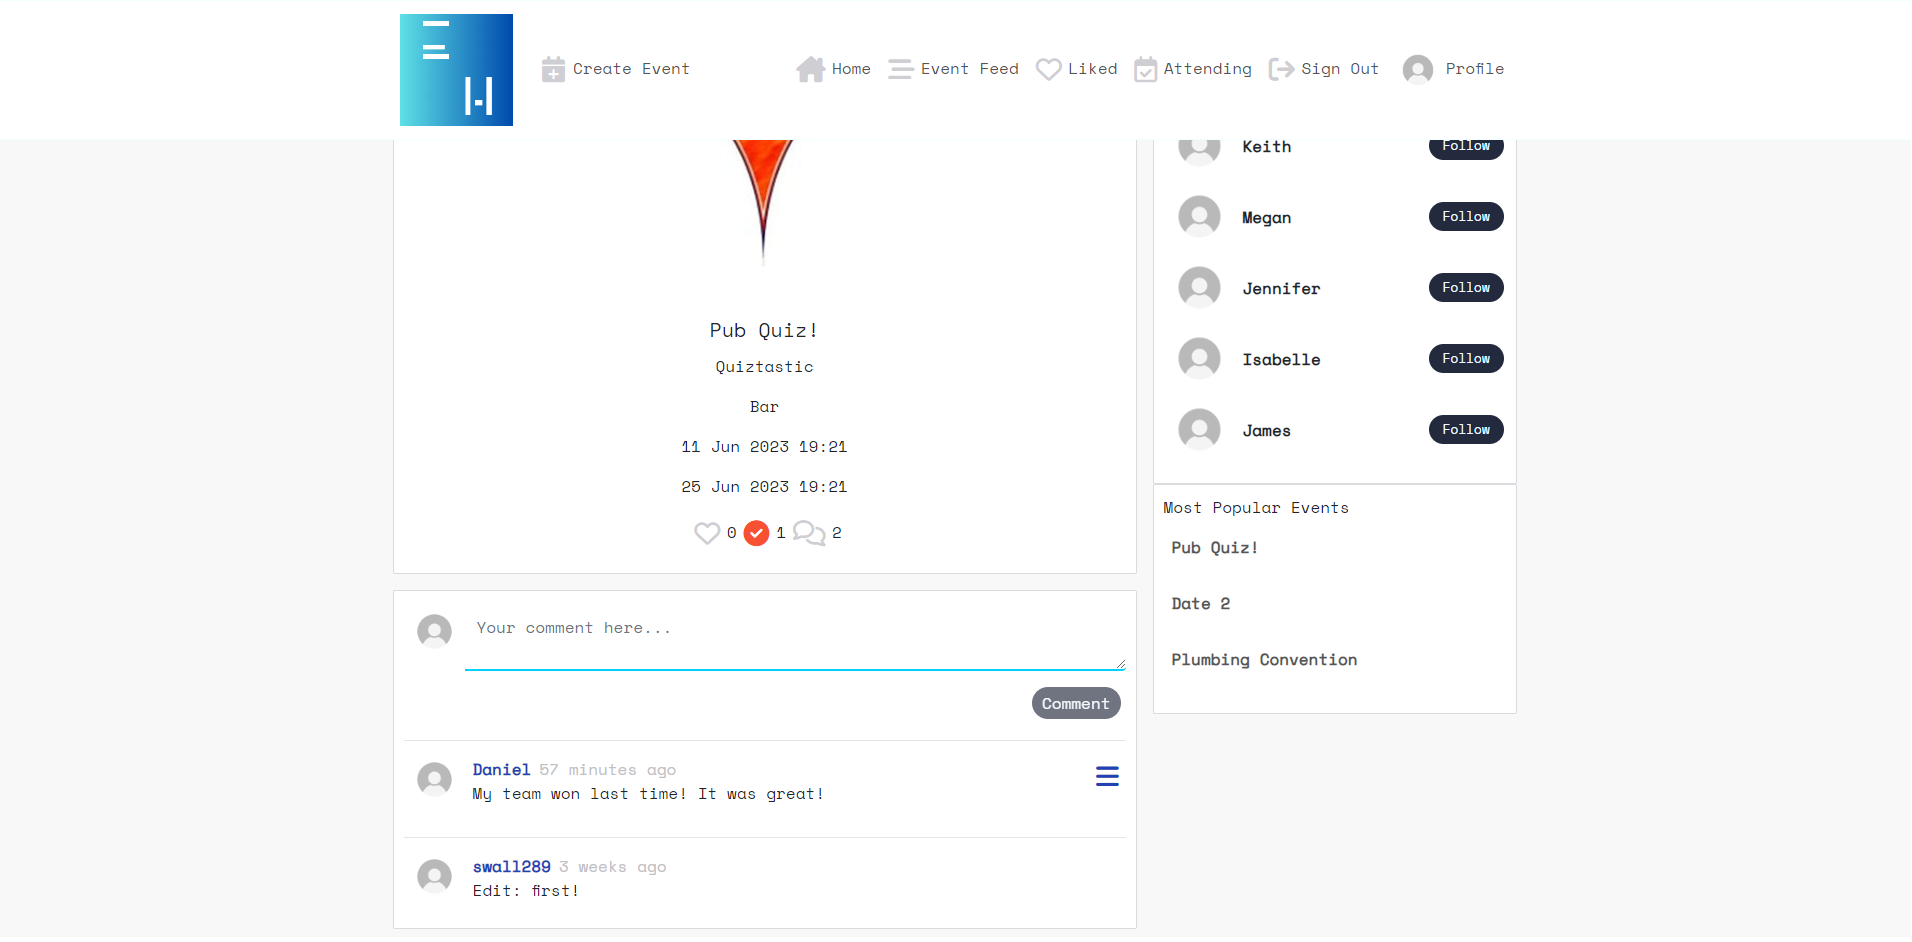 Create Event
Home
Event Feed
Liked
Attending
Sign Out
Profile
Pub Quiz!
Quiztastic
Bar
11 Jun 2023 19:21
25 Jun 2023 19:21
0 1 2
Your comment here...
Comment
Daniel 57 minutes ago
My team won last time! It was great!
swall289 3 weeks ago
Edit: first!
Keith Follow
Megan Follow
Jennifer Follow
Isabelle Follow
James Follow
Most Popular Events
Pub Quiz!
Date 2
Plumbing Convention